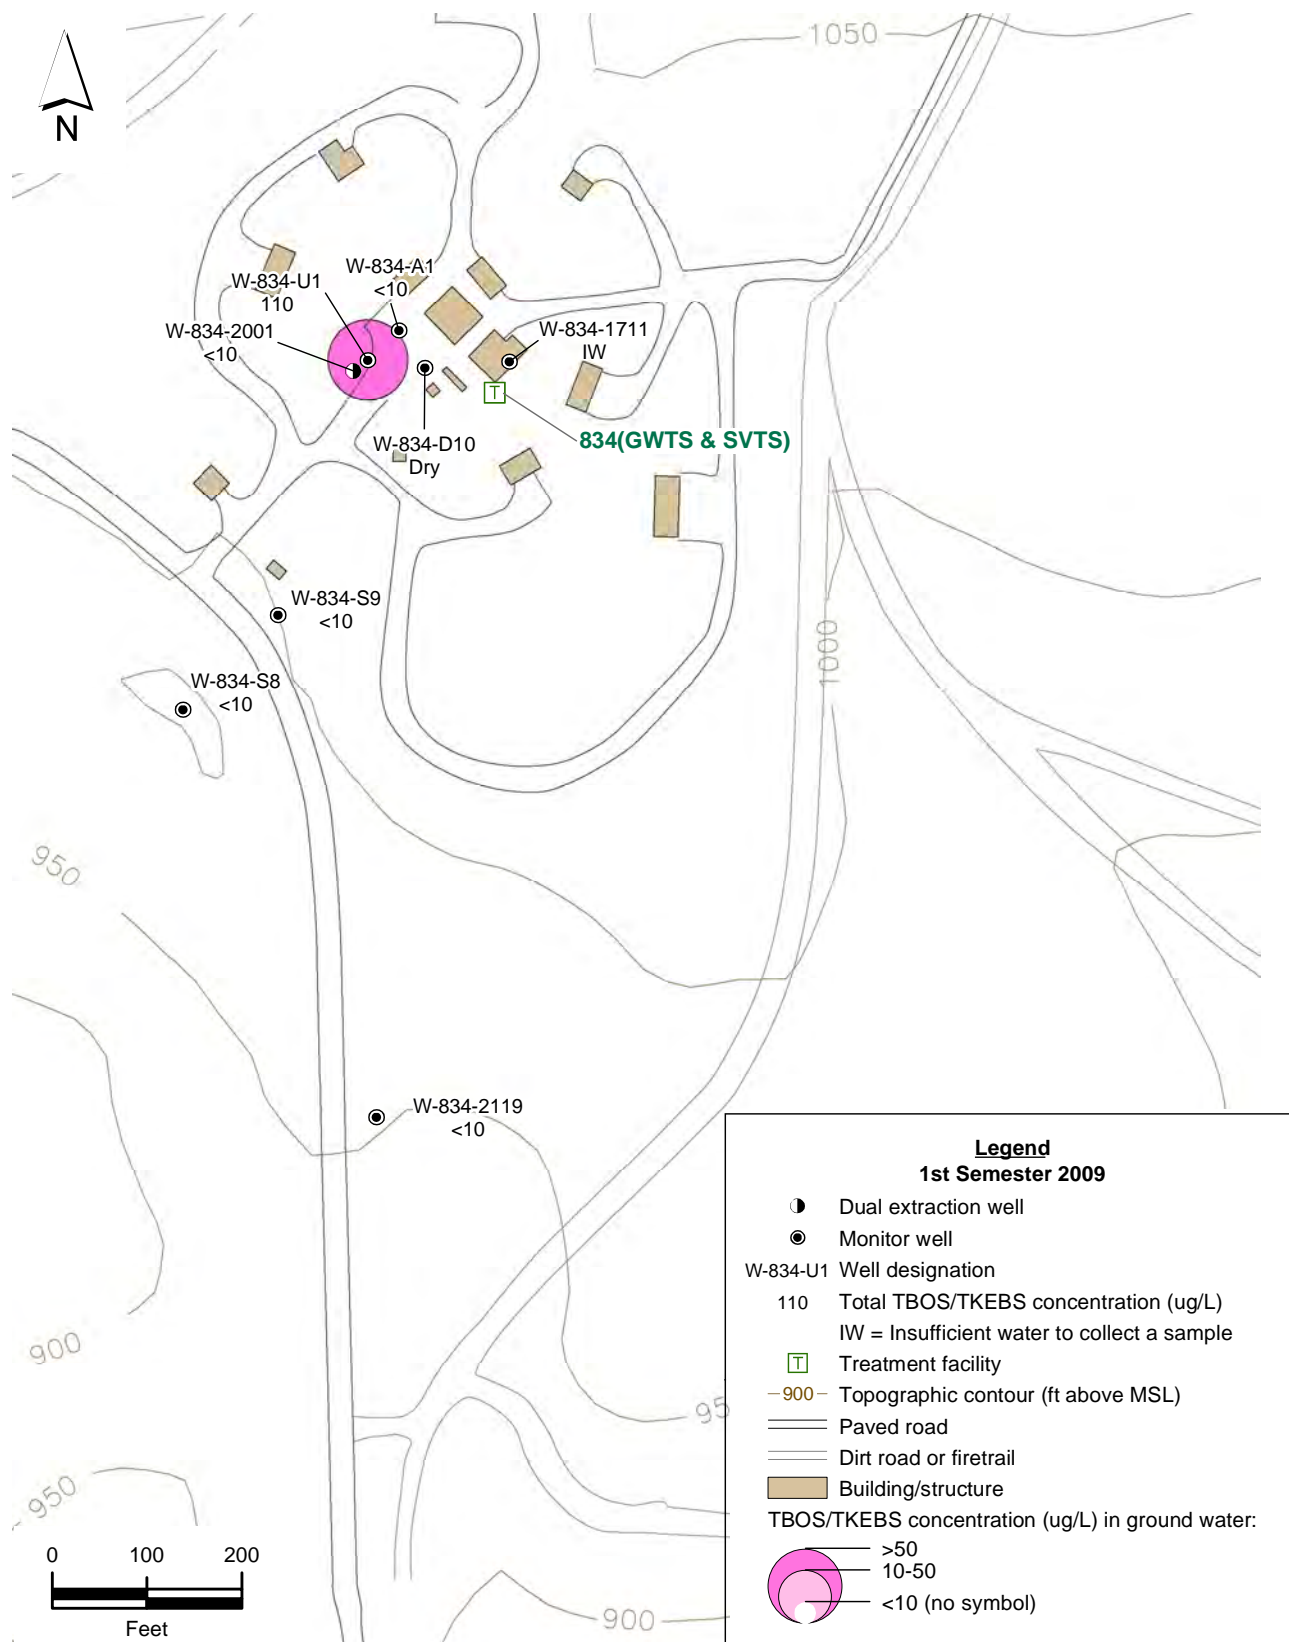 1050
N
W-834-A1
<10
W-834-U1
110
W-834-2001
<10
W-834-1711
IW
T
834(GWTS & SVTS)
W-834-D10
Dry
W-834-S9
<10
1000
W-834-S8
<10
950
W-834-2119
<10
900
95
950
900
0 100 200
Feet
Legend
1st Semester 2009
Dual extraction well
Monitor well
W-834-U1 Well designation
110 Total TBOS/TKEBS concentration (ug/L)
IW = Insufficient water to collect a sample
T Treatment facility
900 Topographic contour (ft above MSL)
Paved road
Dirt road or firetrail
Building/structure
TBOS/TKEBS concentration (ug/L) in ground water:
>50
10-50
<10 (no symbol)